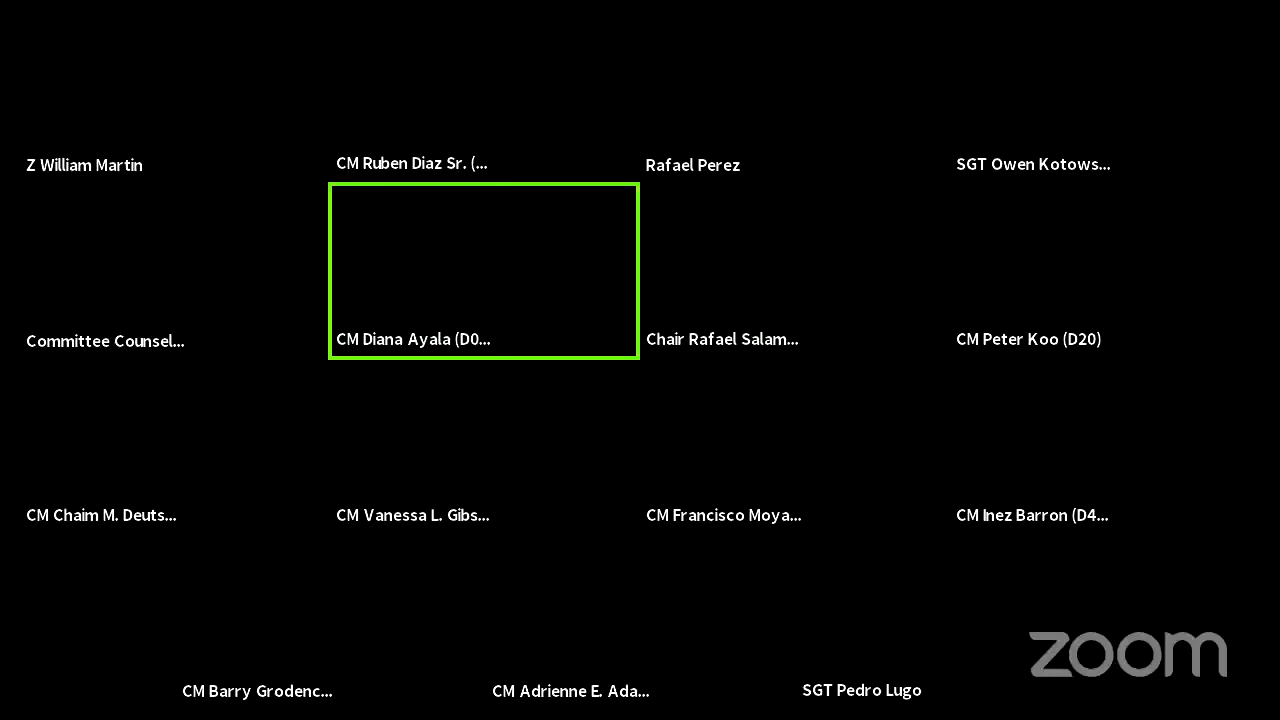 Z William Martin
CM Ruben Diaz Sr. (...
Rafael Perez
SGT Owen Kotows...
Committee Counsel...
CM Diana Ayala (D0...
Chair Rafael Salam...
CM Peter Koo (D20)
CM Chaim M. Deuts...
CM Vanessa L. Gibs...
CM Francisco Moya...
CM Inez Barron (D4...
zoom
CM Barry Grodenc...
CM Adrienne E. Ada...
SGT Pedro Lugo